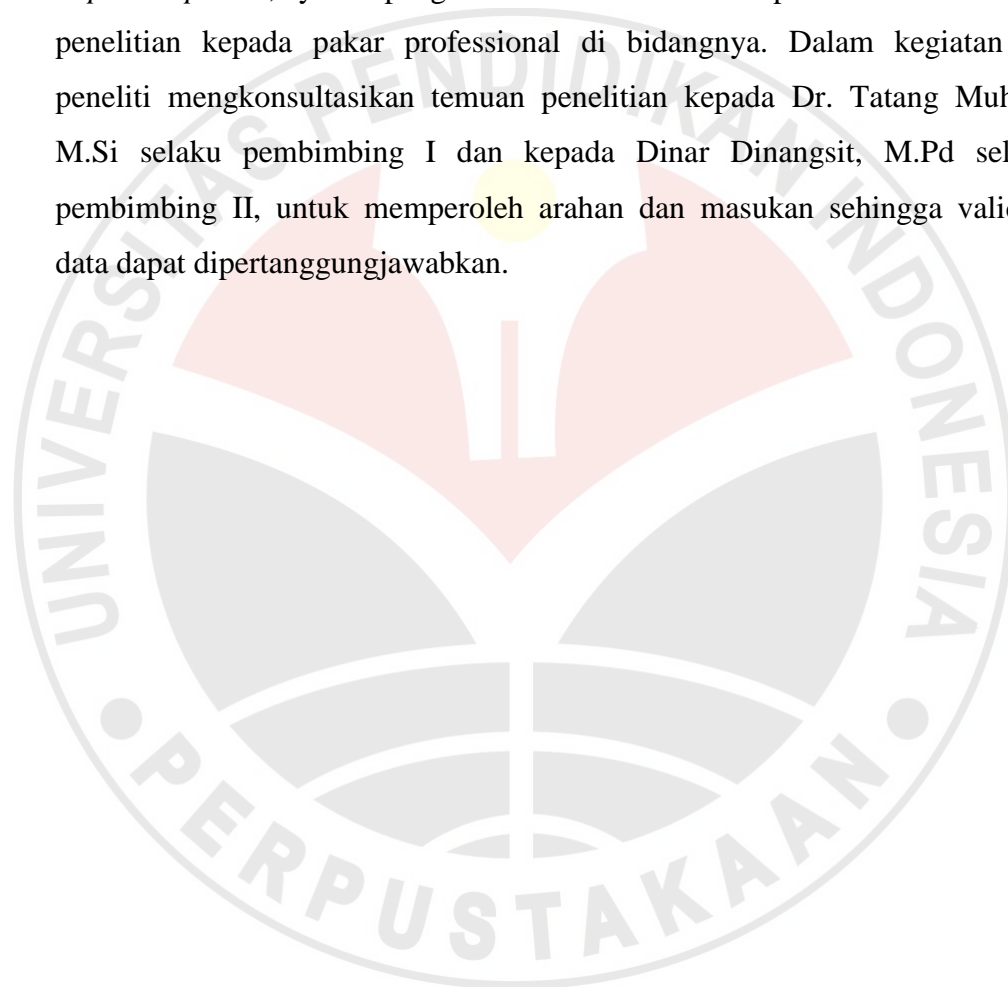 penelitian kepada pakar professional di bidangnya. Dalam kegiatan
peneliti mengkonsultasikan temuan penelitian kepada Dr. Tatang
M.Si selaku pembimbing I dan kepada Dinar Dinangsit, M.Pd
pembimbing II, untuk memperoleh arahan dan masukan sehingga
data dapat dipertanggungjawabkan.
UNIVERSITAS PENDIDIKAN INDONESIA
PERPUSTAKAAN